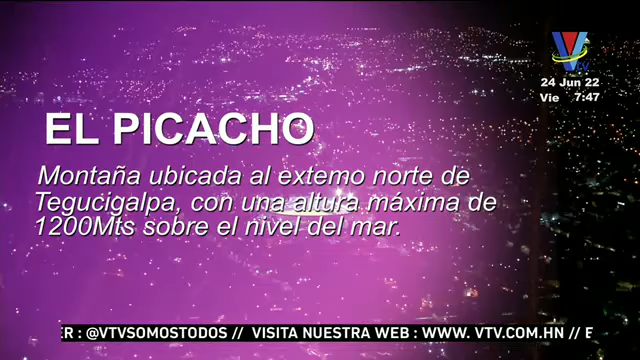 VTV
24 Jun 22
Vie 7:47
EL PICACHO
Montaña ubicada al extemo norte de
Tegucigalpa, con una altura máxima de
1200Mts sobre el nivel del mar.
ER : @VTVSOMOSTODOS // VISITA NUESTRA WEB : WWW. VTV.COM.HN // E